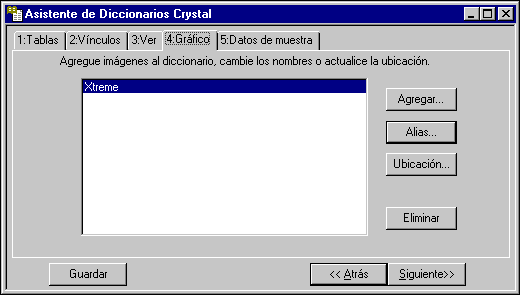 Asistente de Diccionarios Crystal
1:Tablas 2:Vínculos 3:Ver 4:Gráfico 5:Datos de muestra
Agregue imágenes al diccionario, cambie los nombres o actualice la ubicación.
Xtreme
Agregar...
Alias...
Ubicación...
Eliminar
Guardar << Atrás Siguiente>>